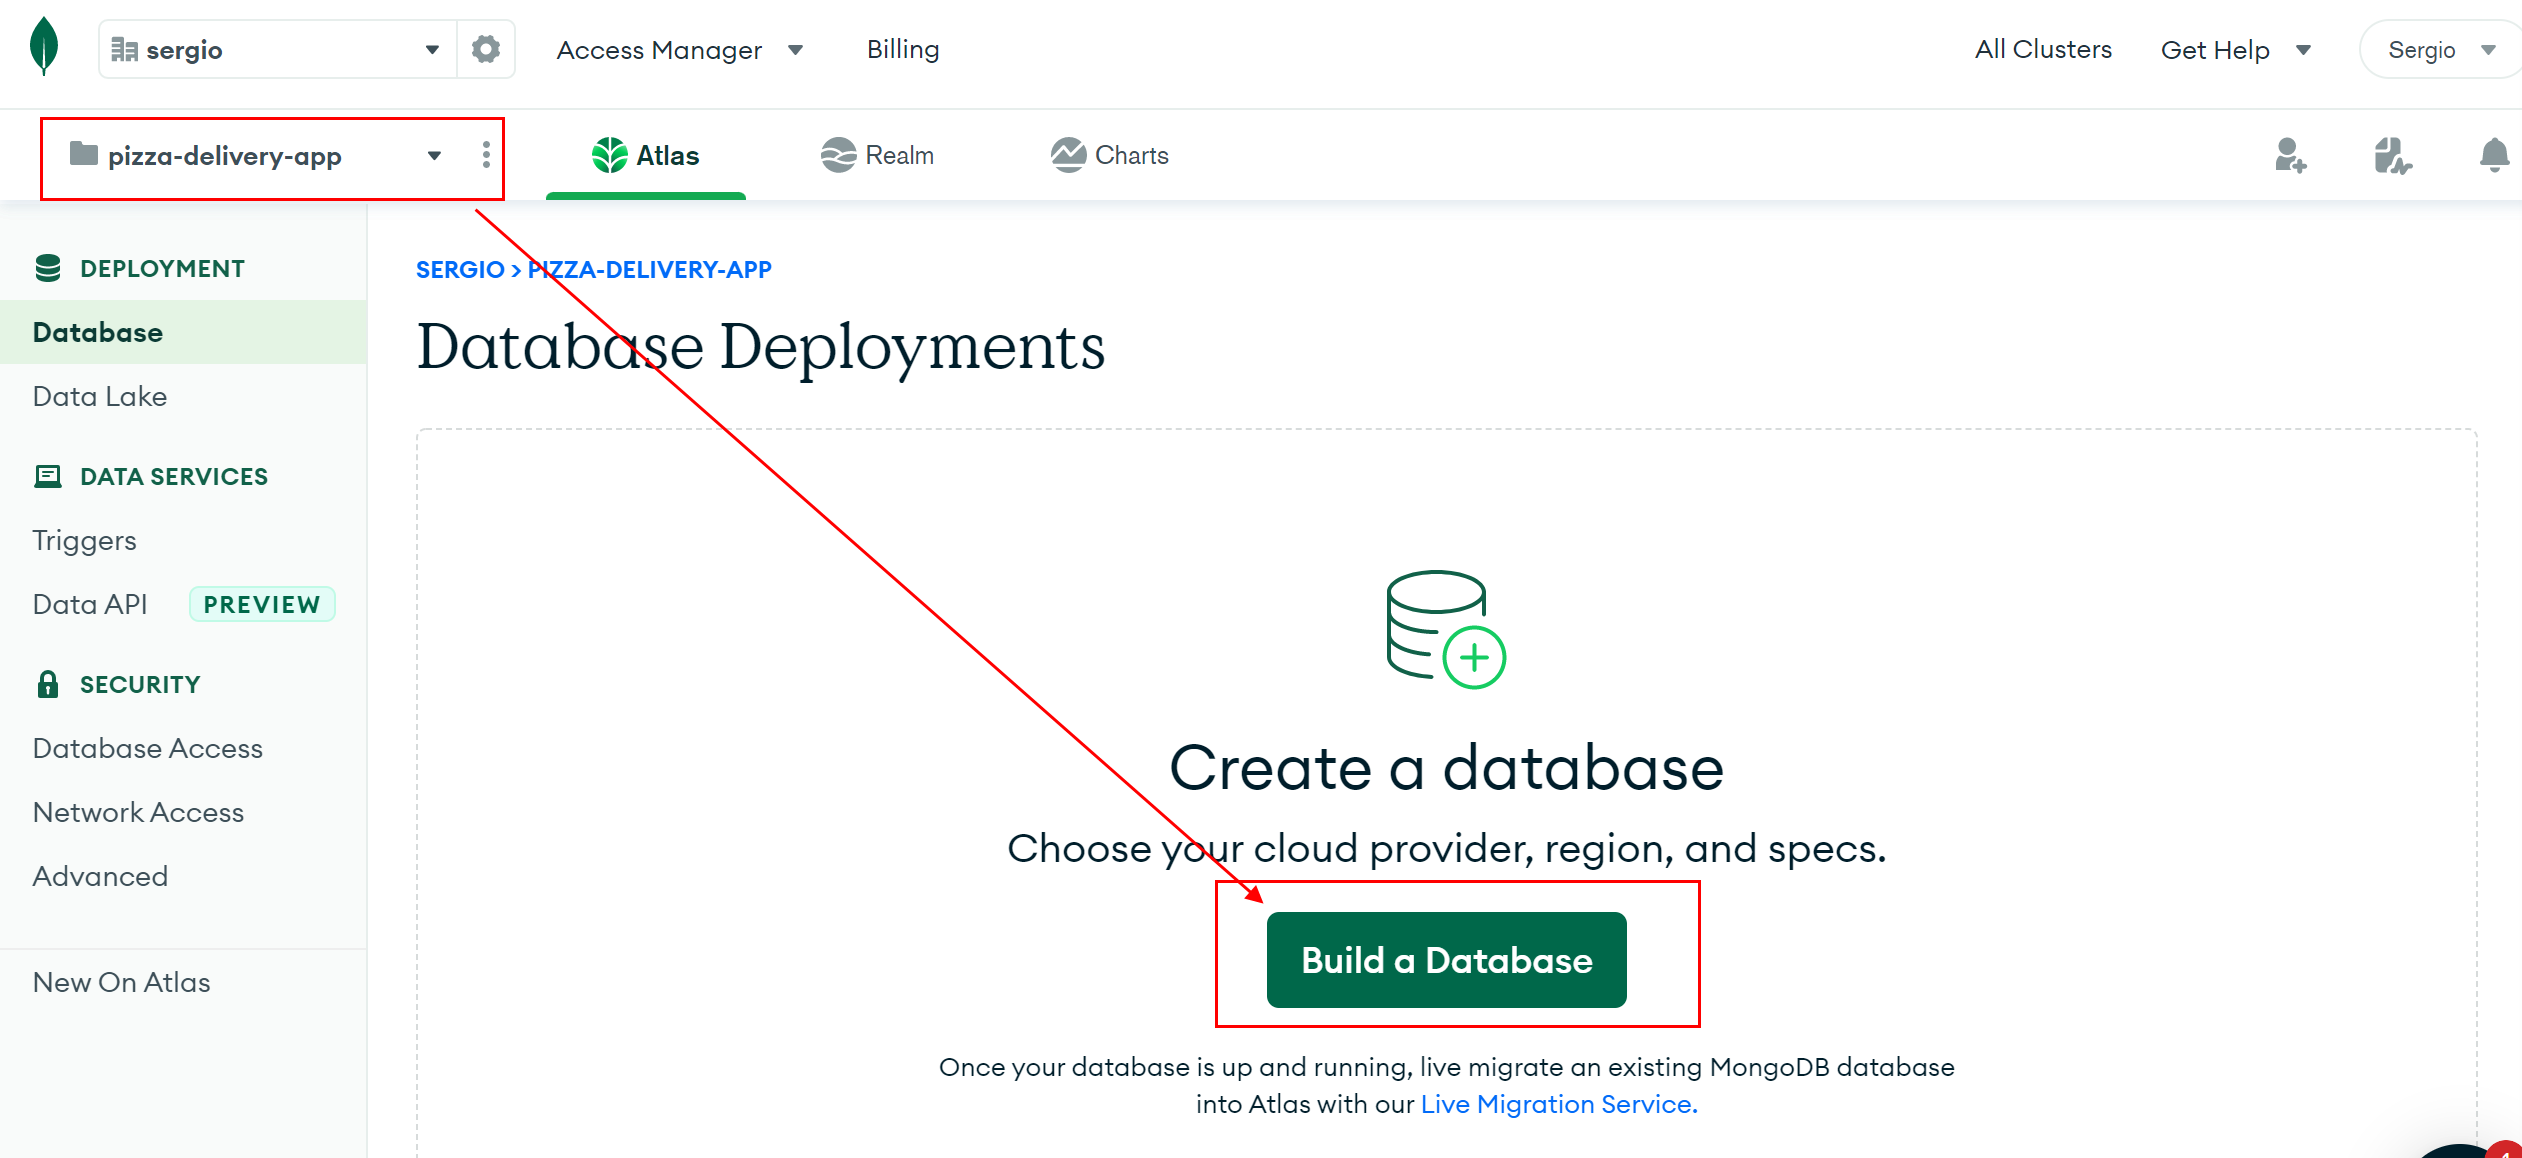 sergio
Access Manager
Billing
All Clusters
Get Help
Sergio
pizza-delivery-app
Atlas
Realm
Charts
DEPLOYMENT
Database
Data Lake
DATA SERVICES
Triggers
Data API PREVIEW
SECURITY
Database Access
Network Access
Advanced
New On Atlas
SERGIO > PIZZA-DELIVERY-APP
Database Deployments
Create a database
Choose your cloud provider, region, and specs.
Build a Database
Once your database is up and running, live migrate an existing MongoDB database
into Atlas with our Live Migration Service.